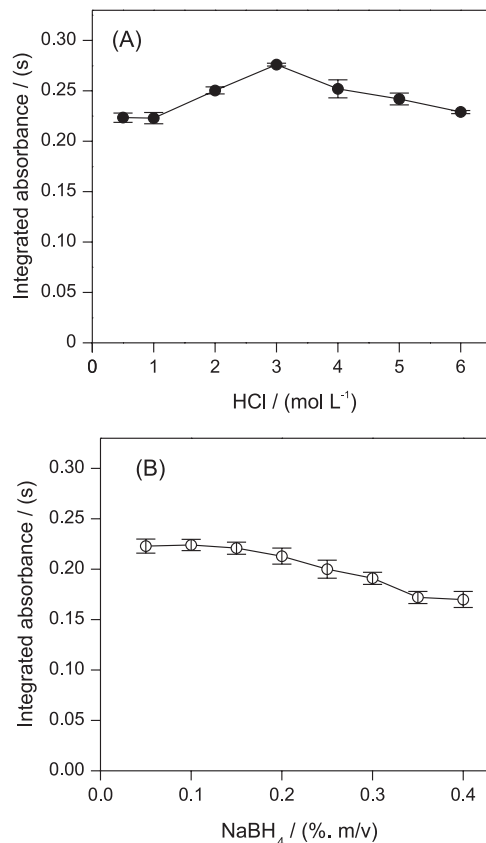 (A)
Integrated absorbance / (s)
0.30
0.25
0.20
0.15
0.10
0.05
0
0 1 2 3 4 5 6
HCl / (mol L⁻¹)
(B)
Integrated absorbance / (s)
0.30
0.25
0.20
0.15
0.10
0.05
0.00
0.0 0.1 0.2 0.3 0.4
NaBH₄ / (%. m/v)